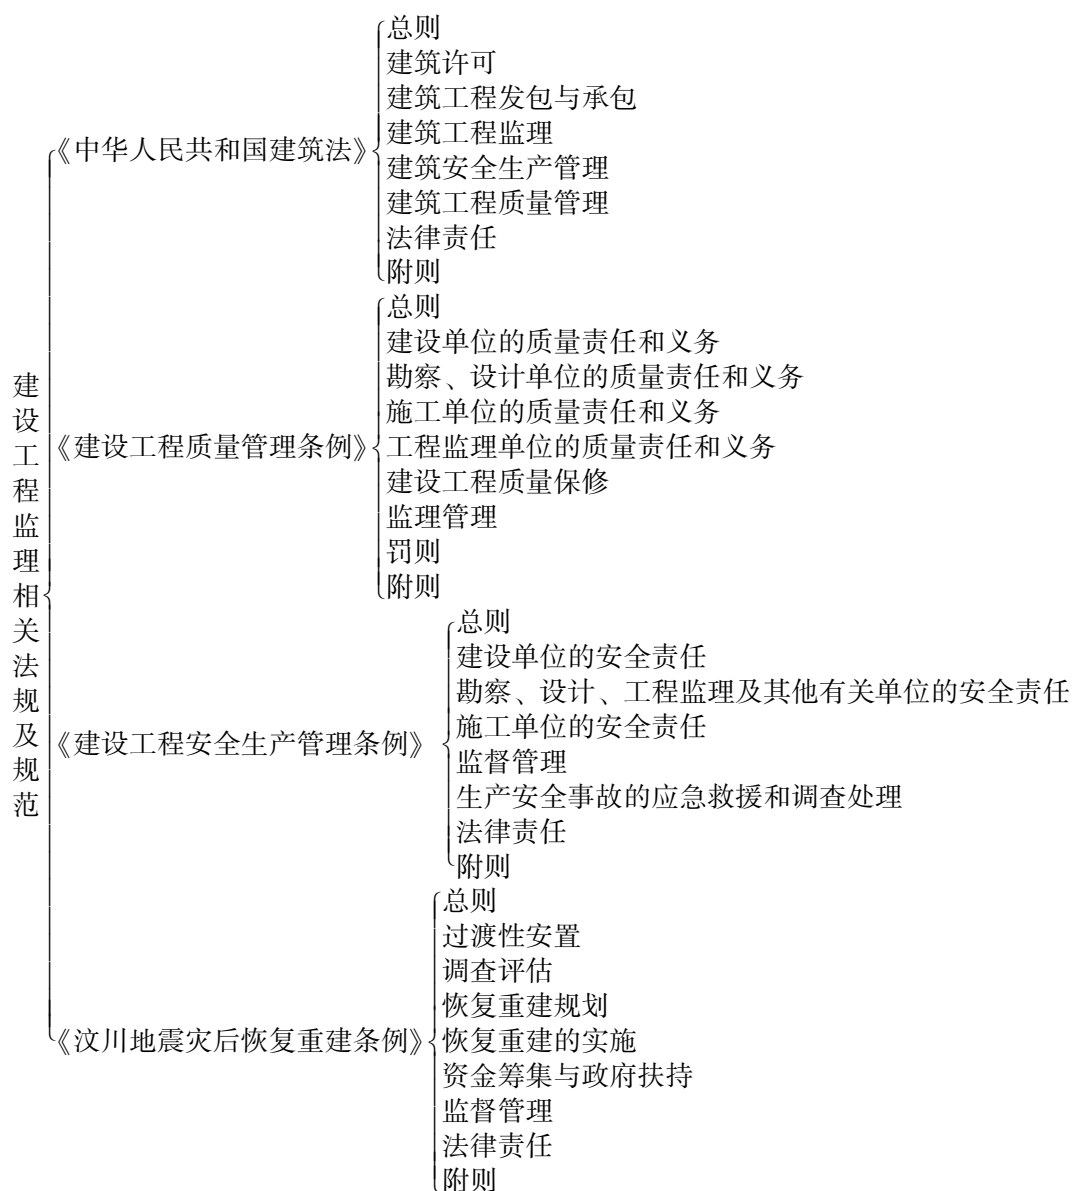 建设工程监理相关法规及规范
《中华人民共和国建筑法》
总则
建筑许可
建筑工程发包与承包
建筑工程监理
建筑安全生产管理
建筑工程质量管理
法律责任
附则
《建设工程质量管理条例》
总则
建设单位的质量责任和义务
勘察、设计单位的质量责任和义务
施工单位的质量责任和义务
工程监理单位的质量责任和义务
建设工程质量保修
监理管理
罚则
附则
《建设工程安全生产管理条例》
总则
建设单位的安全责任
勘察、设计、工程监理及其他有关单位的安全责任
施工单位的安全责任
监督管理
生产安全事故的应急救援和调查处理
法律责任
附则
《汶川地震灾后恢复重建条例》
总则
过渡性安置
调查评估
恢复重建规划
恢复重建的实施
资金筹集与政府扶持
监督管理
法律责任
附则